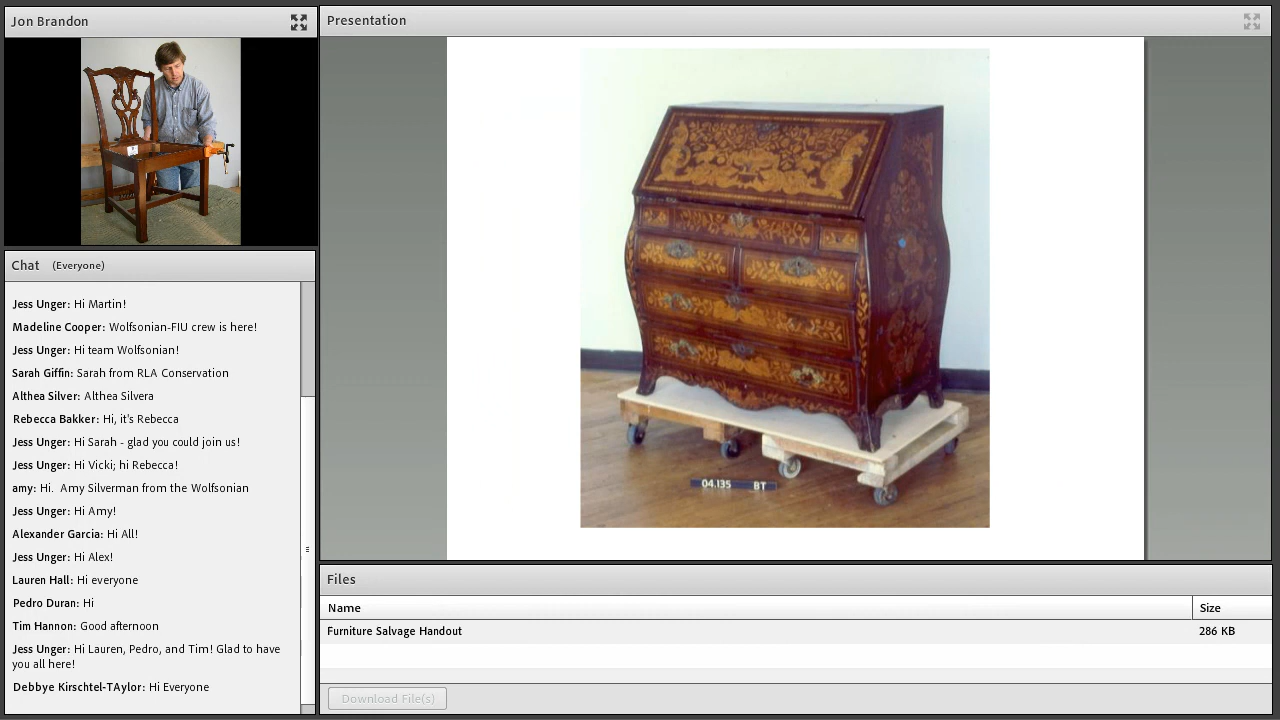 Jon Brandon
Presentation
04.135 BT
Chat (Everyone)
Jess Unger: Hi Martin!
Madeline Cooper: Wolfsonian-FIU crew is here!
Jess Unger: Hi team Wolfsonian!
Sarah Giffin: Sarah from RLA Conservation
Althea Silver: Althea Silvera
Rebecca Bakker: Hi, it's Rebecca
Jess Unger: Hi Sarah - glad you could join us!
Jess Unger: Hi Vicki; hi Rebecca!
amy: Hi. Amy Silverman from the Wolfsonian
Jess Unger: Hi Amy!
Alexander Garcia: Hi All!
Jess Unger: Hi Alex!
Lauren Hall: Hi everyone
Pedro Duran: Hi
Tim Hannon: Good afternoon
Jess Unger: Hi Lauren, Pedro, and Tim! Glad to have
you all here!
Debbye Kirschtel-TAylor: Hi Everyone
Files
Name Size
Furniture Salvage Handout 286 KB
Download File(s)